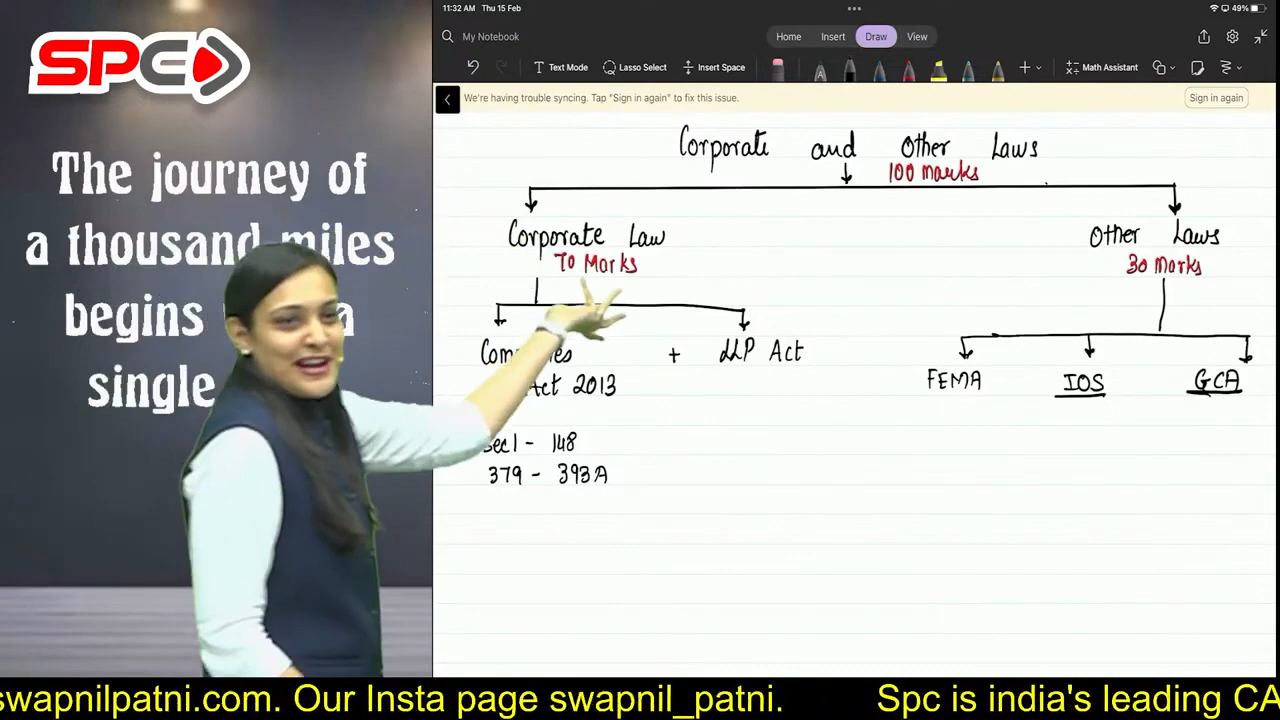 SPC
The journey of
a thousand miles
begins a
single
11:32 AM Thu 15 Feb
49%
My Notebook
Home Insert Draw View
Text Mode Lasso Select Insert Space Math Assistant
We're having trouble syncing. Tap "Sign in again" to fix this issue. Sign in again
Corporate and Other Laws
100 marks
Corporate Law
70 Marks
Other Laws
30 Marks
+ LLP Act
Act 2013
FEMA IOS GCA
Sec 1 - 148
379 - 393A
swapnilpatni.com. Our Insta page swapnil_patni. Spc is india's leading CA